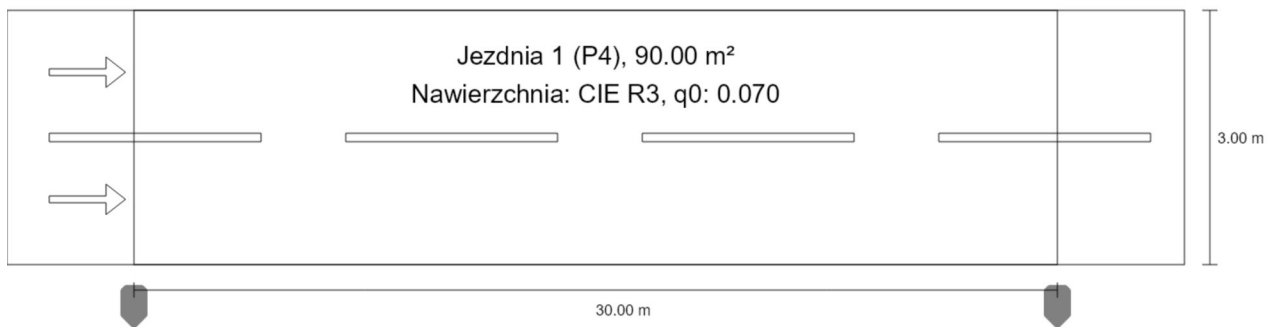 Jezdnia 1 (P4), 90.00 m²
Nawierzchnia: CIE R3, q0: 0.070
3.00 m
30.00 m